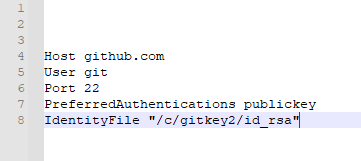 1
2
3
4 Host github.com
5 User git
6 Port 22
7 PreferredAuthentications publickey
8 IdentityFile "/c/gitkey2/id_rsa"